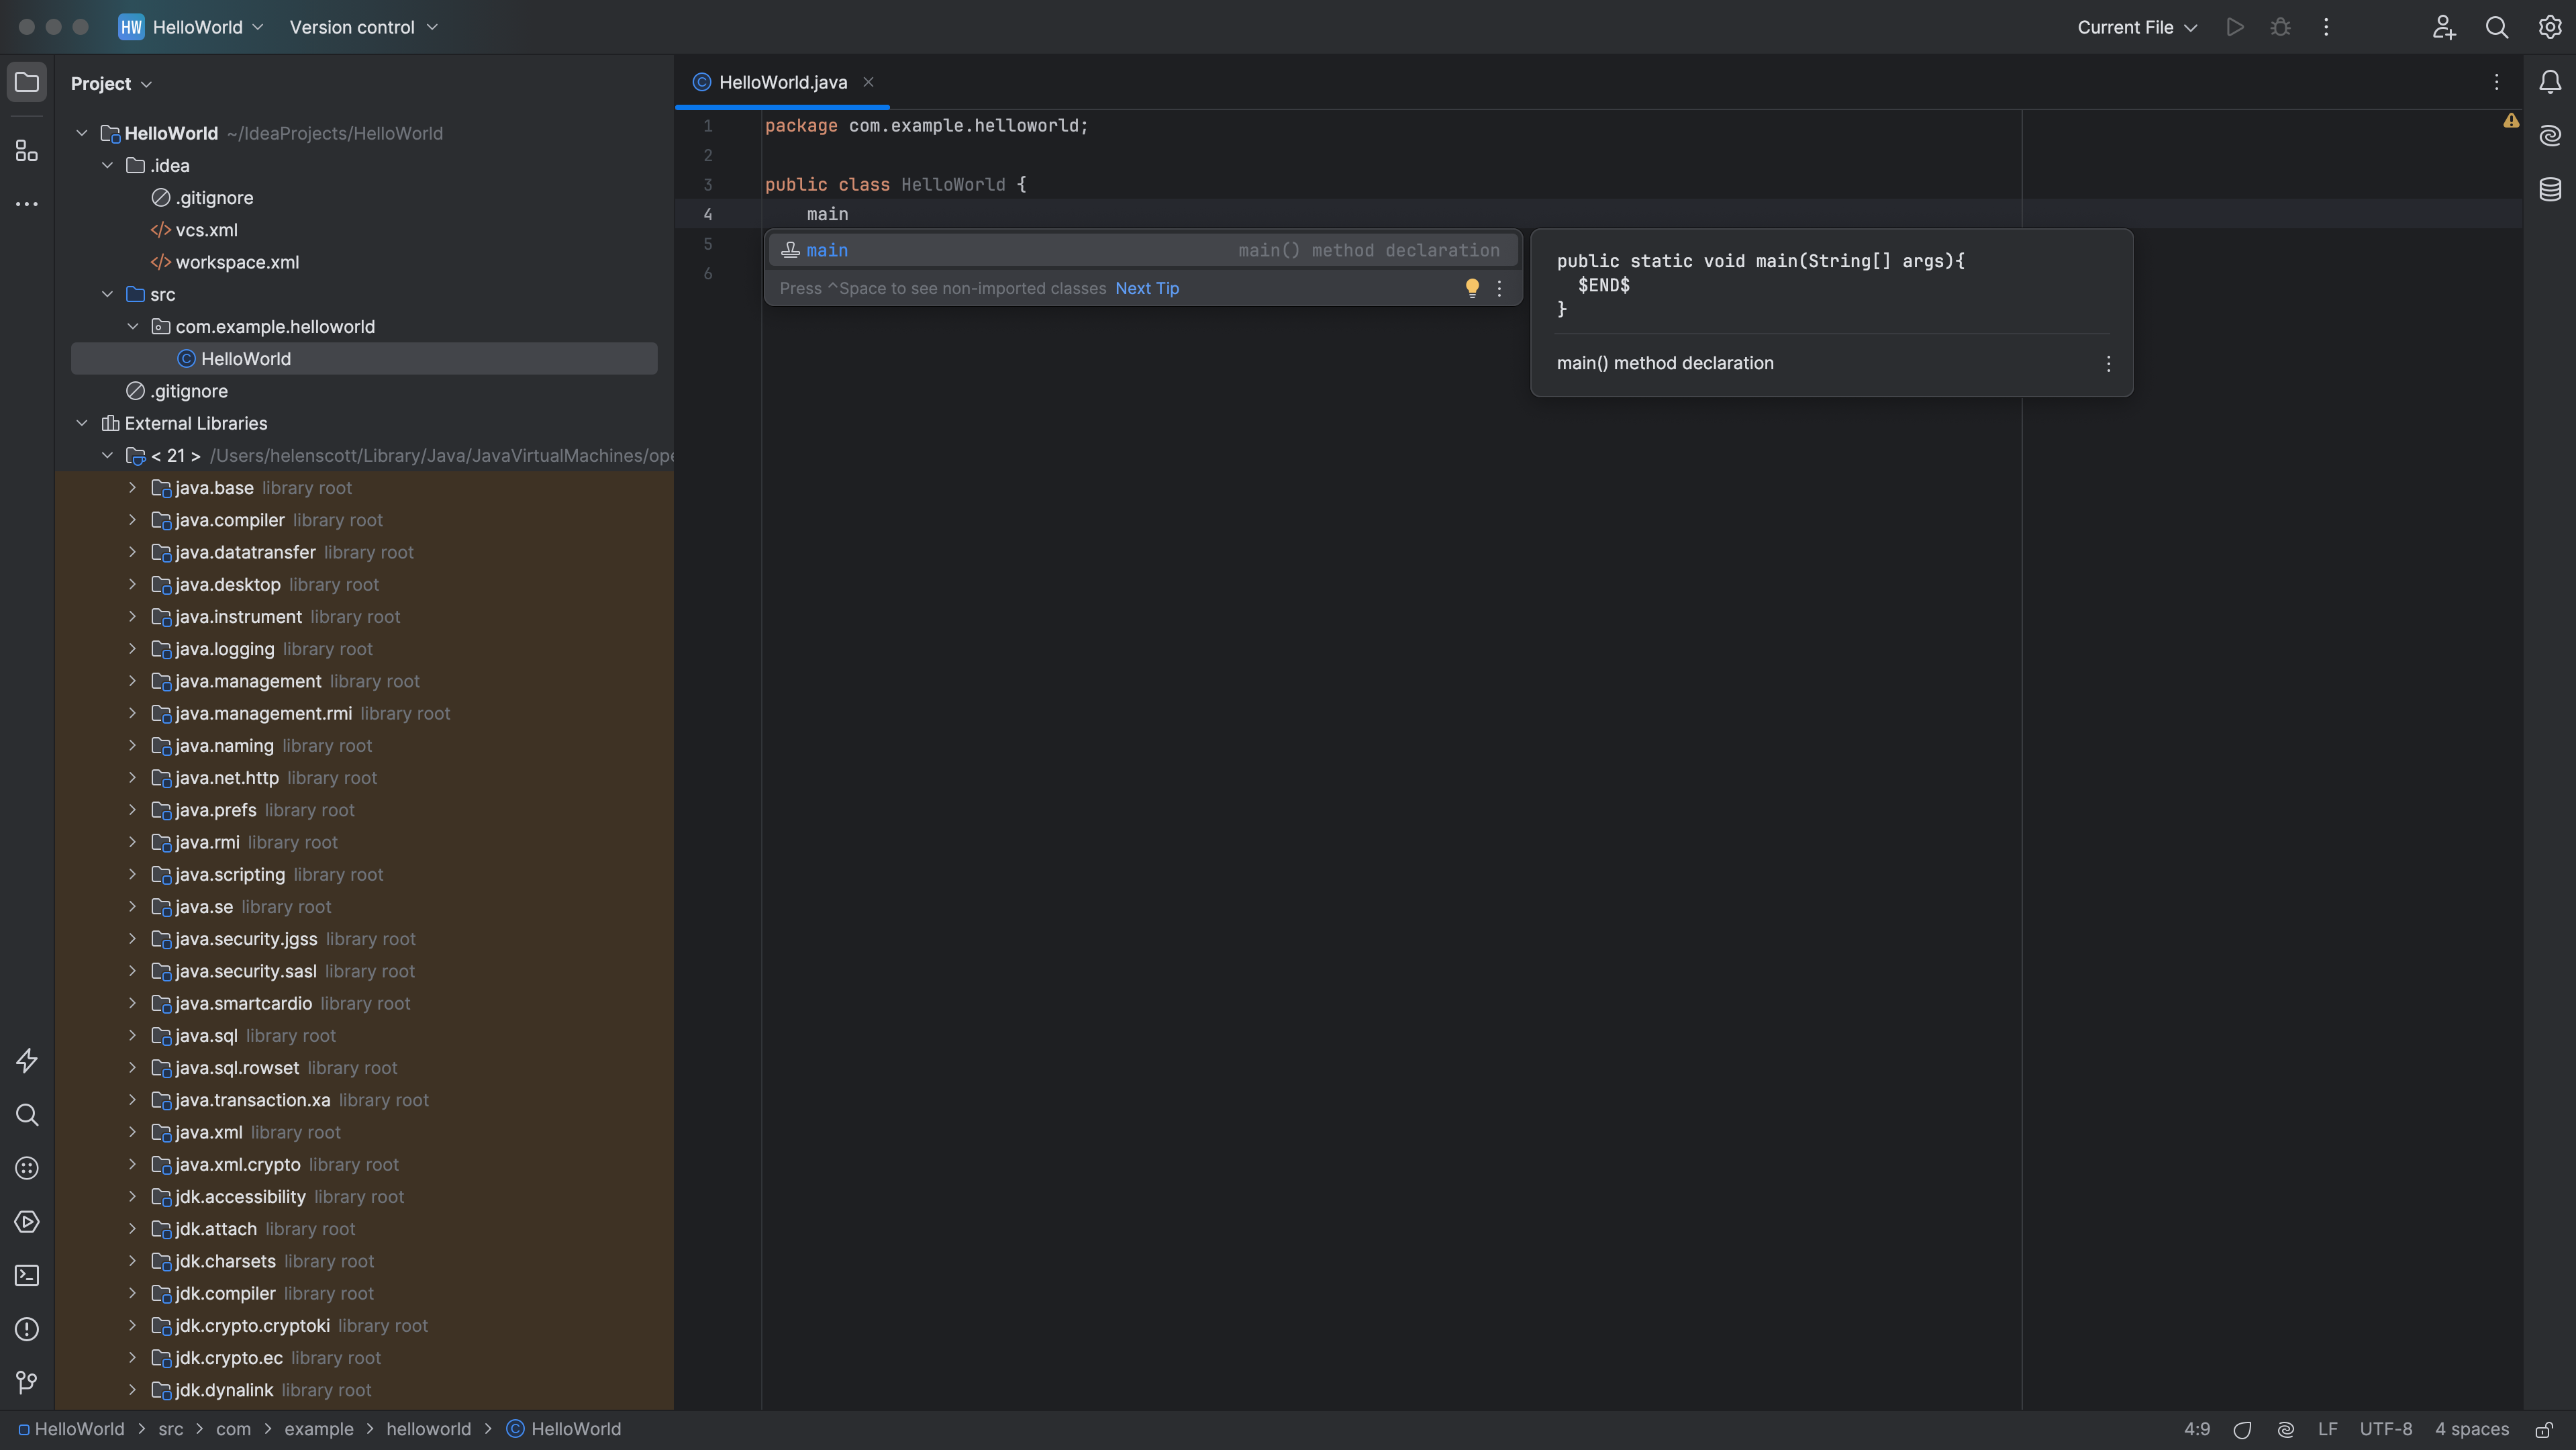 HW HelloWorld Version control Current File
Project
HelloWorld ~/IdeaProjects/HelloWorld
.idea
.gitignore
</> vcs.xml
</> workspace.xml
src
com.example.helloworld
HelloWorld
.gitignore
External Libraries
< 21 > /Users/helenscott/Library/Java/JavaVirtualMachines/ope
java.base library root
java.compiler library root
java.datatransfer library root
java.desktop library root
java.instrument library root
java.logging library root
java.management library root
java.management.rmi library root
java.naming library root
java.net.http library root
java.prefs library root
java.rmi library root
java.scripting library root
java.se library root
java.security.jgss library root
java.security.sasl library root
java.smartcardio library root
java.sql library root
java.sql.rowset library root
java.transaction.xa library root
java.xml library root
java.xml.crypto library root
jdk.accessibility library root
jdk.attach library root
jdk.charsets library root
jdk.compiler library root
jdk.crypto.cryptoki library root
jdk.crypto.ec library root
jdk.dynalink library root
HelloWorld.java
1 package com.example.helloworld;
2
3 public class HelloWorld {
4 main
5
6
main main() method declaration
Press ^Space to see non-imported classes Next Tip
public static void main(String[] args){
$END$
}
main() method declaration
HelloWorld > src > com > example > helloworld > HelloWorld
4:9 LF UTF-8 4 spaces